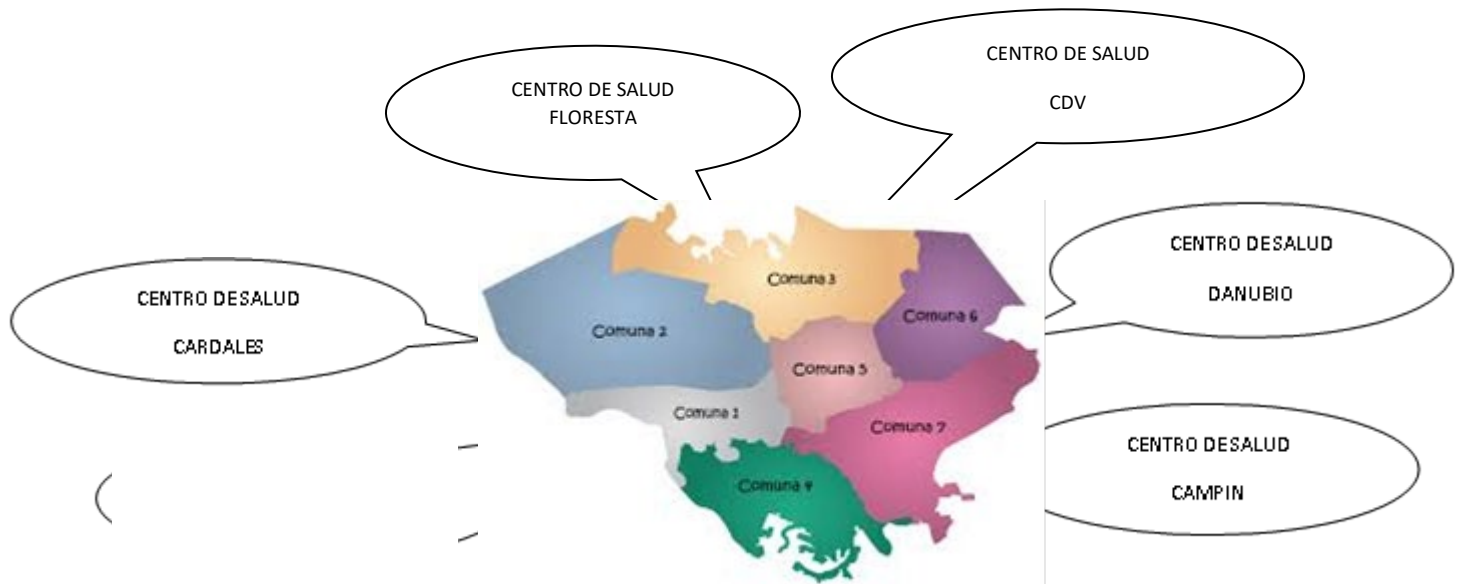 CENTRO DE SALUD
CDV
CENTRO DE SALUD
FLORESTA
CENTRO DESALUD
DANUBIO
CENTRO DESALUD
CARDALES
Comuna 3
Comuna 6
Comuna 2
Comuna 5
Comuna 1
Comuna 7
CENTRO DESALUD
CAMPIN
Comuna 4